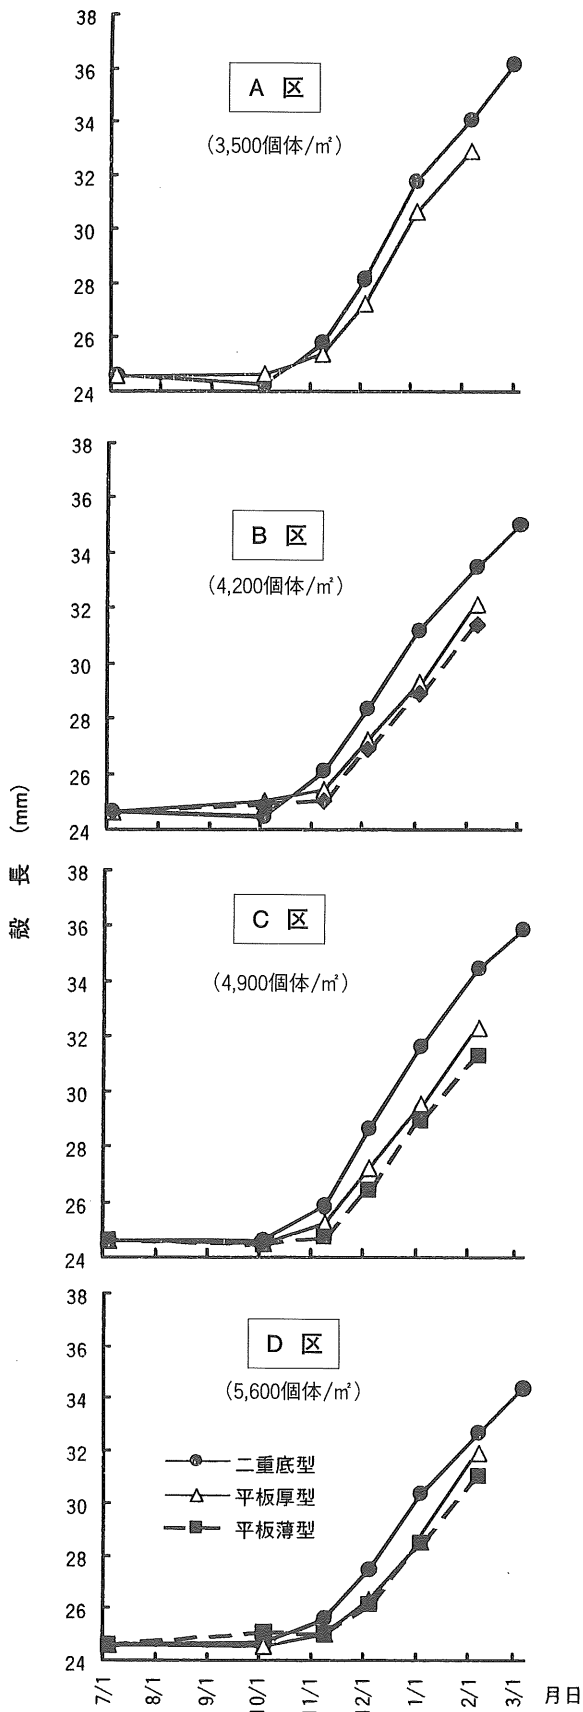 38
36
34
32
30
28
26
24
A 区
(3,500個体/㎡)
38
36
34
32
30
28
26
24
B 区
(4,200個体/㎡)
殻 長 (mm)
38
36
34
32
30
28
26
24
C 区
(4,900個体/㎡)
38
36
34
32
30
28
26
24
D 区
(5,600個体/㎡)
二重底型
平板厚型
平板薄型
7/1 8/1 9/1 10/1 11/1 12/1 1/1 2/1 3/1 月日